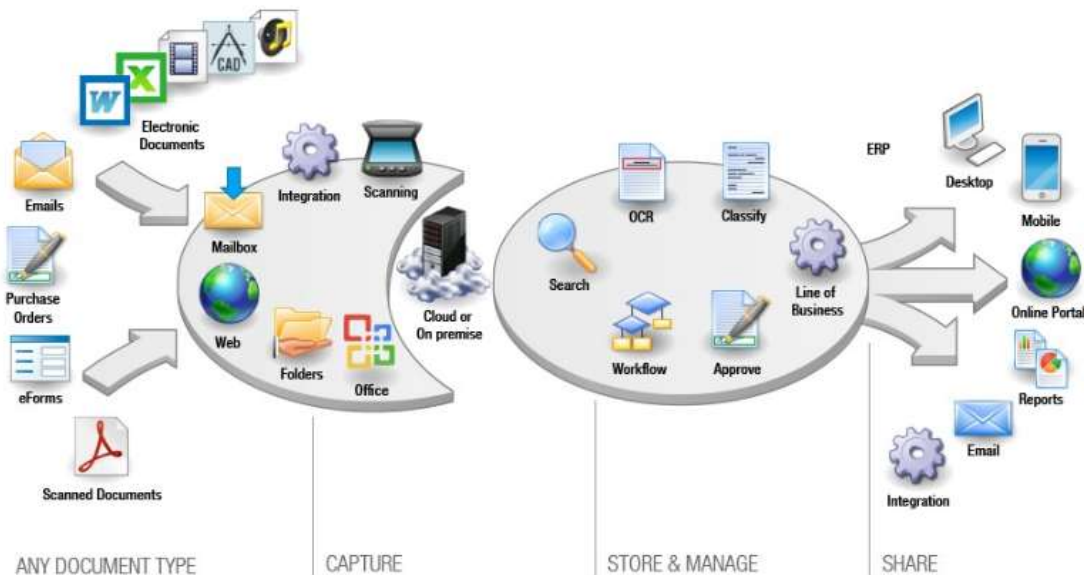 W
X
CAD
Electronic
Documents
Emails
Purchase
Orders
eForms
Scanned Documents
Integration
Scanning
Mailbox
Web
Folders
Office
Cloud or
On premise
OCR
Classify
Search
Line of
Business
Workflow
Approve
ERP
Desktop
Mobile
Online Portal
Reports
Email
Integration
ANY DOCUMENT TYPE
CAPTURE
STORE & MANAGE
SHARE